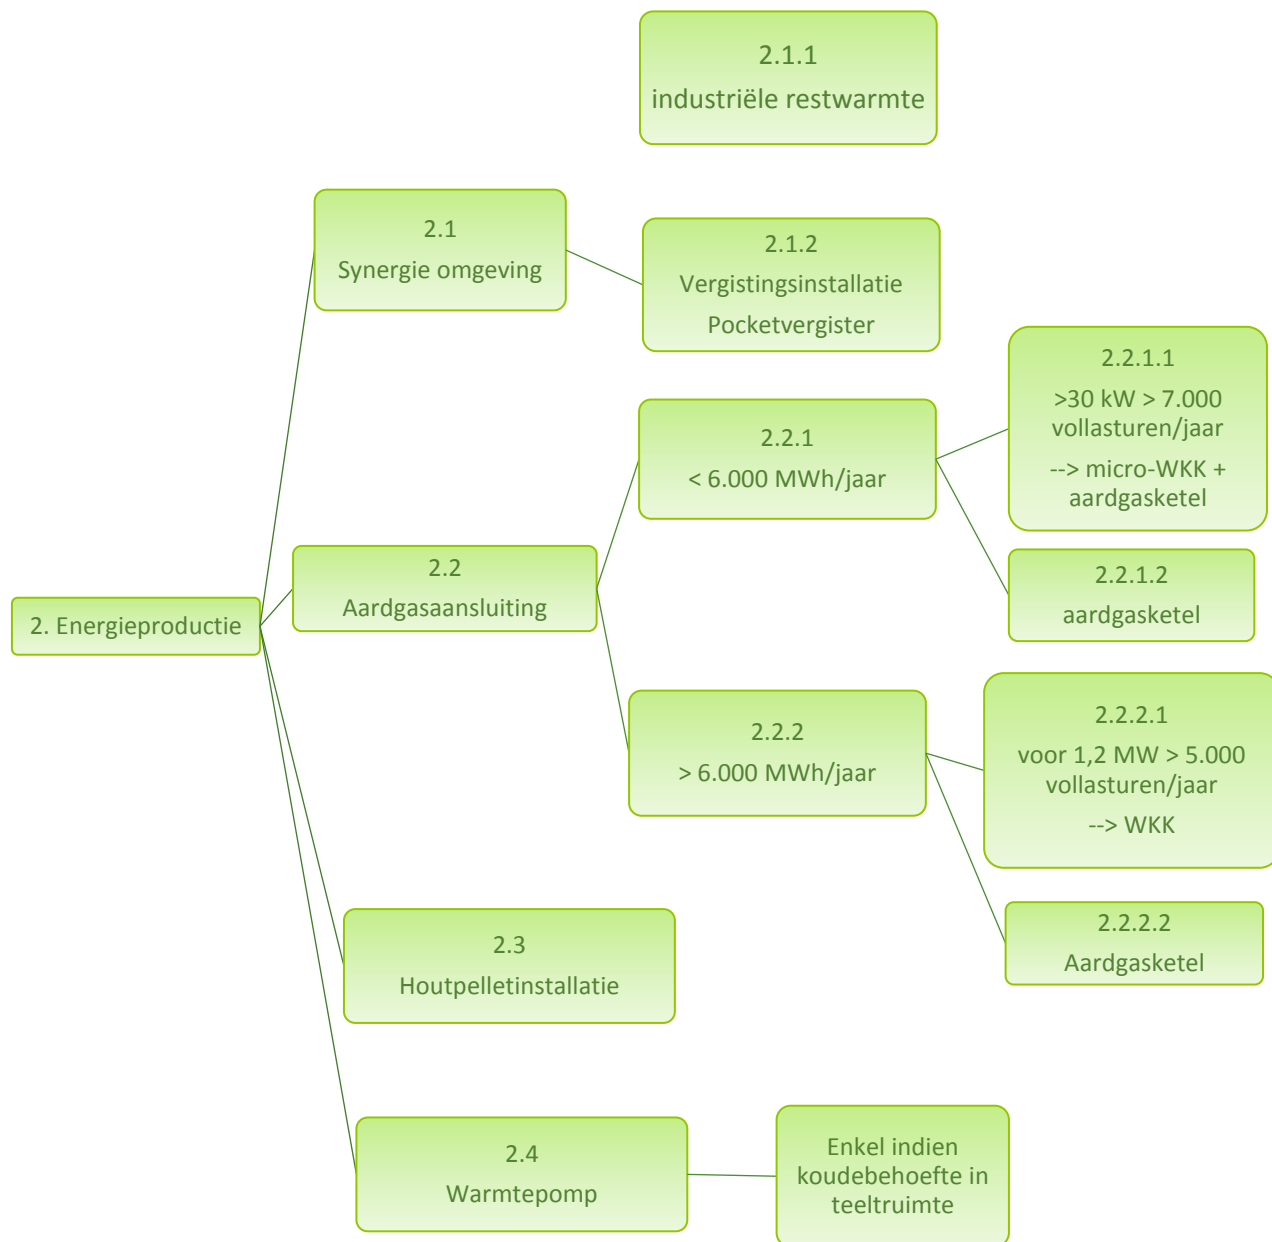 2.1.1
industriële restwarmte
2.1
Synergie omgeving
2.1.2
Vergistingsinstallatie
Pocketvergister
2.2.1.1
>30 kW > 7.000
vollasturen/jaar
--> micro-WKK +
aardgasketel
2.2.1
< 6.000 MWh/jaar
2.2.1.2
aardgasketel
2.2
Aardgasaansluiting
2. Energieproductie
2.2.2
> 6.000 MWh/jaar
2.2.2.1
voor 1,2 MW > 5.000
vollasturen/jaar
--> WKK
2.2.2.2
Aardgasketel
2.3
Houtpelletinstallatie
2.4
Warmtepomp
Enkel indien
koudebehoefte in
teeltruimte